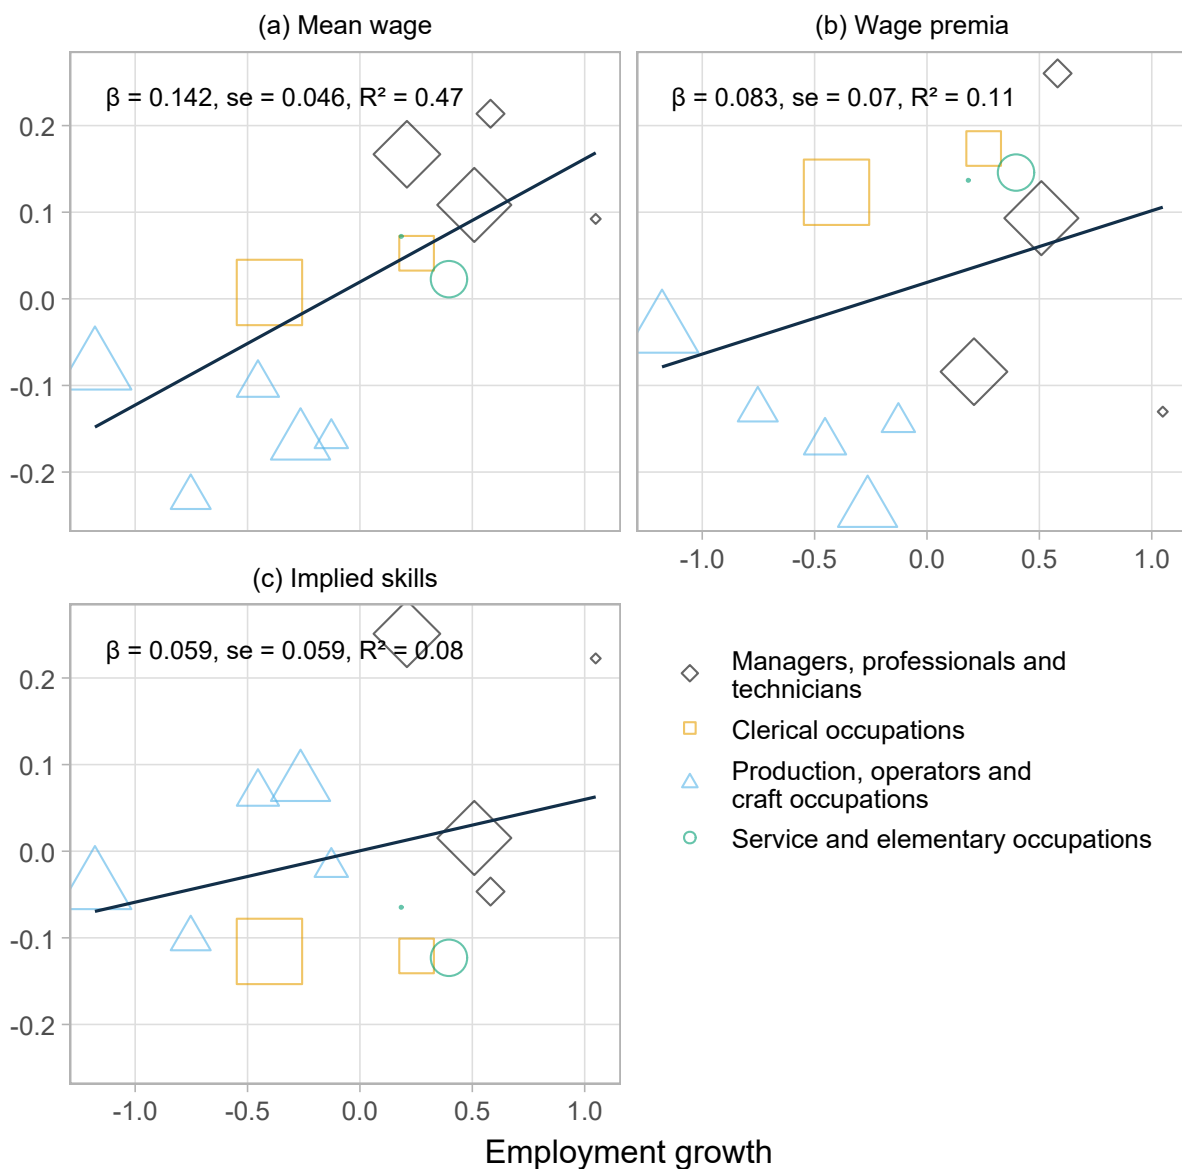 (a) Mean wage
β = 0.142, se = 0.046, R² = 0.47
0.2
0.1
0.0
-0.1
-0.2
(b) Wage premia
β = 0.083, se = 0.07, R² = 0.11
-1.0 -0.5 0.0 0.5 1.0
(c) Implied skills
β = 0.059, se = 0.059, R² = 0.08
0.2
0.1
0.0
-0.1
-0.2
-1.0 -0.5 0.0 0.5 1.0
Managers, professionals and
technicians
Clerical occupations
Production, operators and
craft occupations
Service and elementary occupations
Employment growth